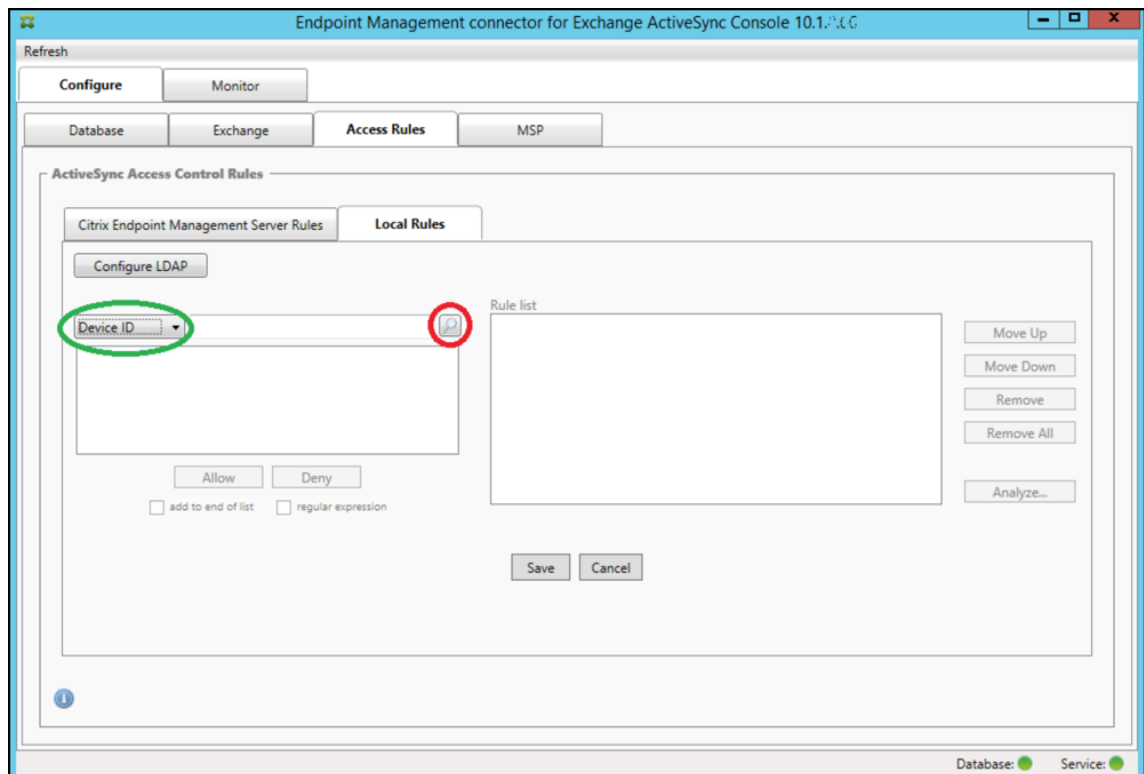 Endpoint Management connector for Exchange ActiveSync Console 10.1.
Refresh
Configure Monitor
Database Exchange Access Rules MSP
ActiveSync Access Control Rules
Citrix Endpoint Management Server Rules Local Rules
Configure LDAP
Rule list
Device ID
Move Up
Move Down
Remove
Remove All
Allow Deny
Analyze...
add to end of list regular expression
Save Cancel
Database: Service: